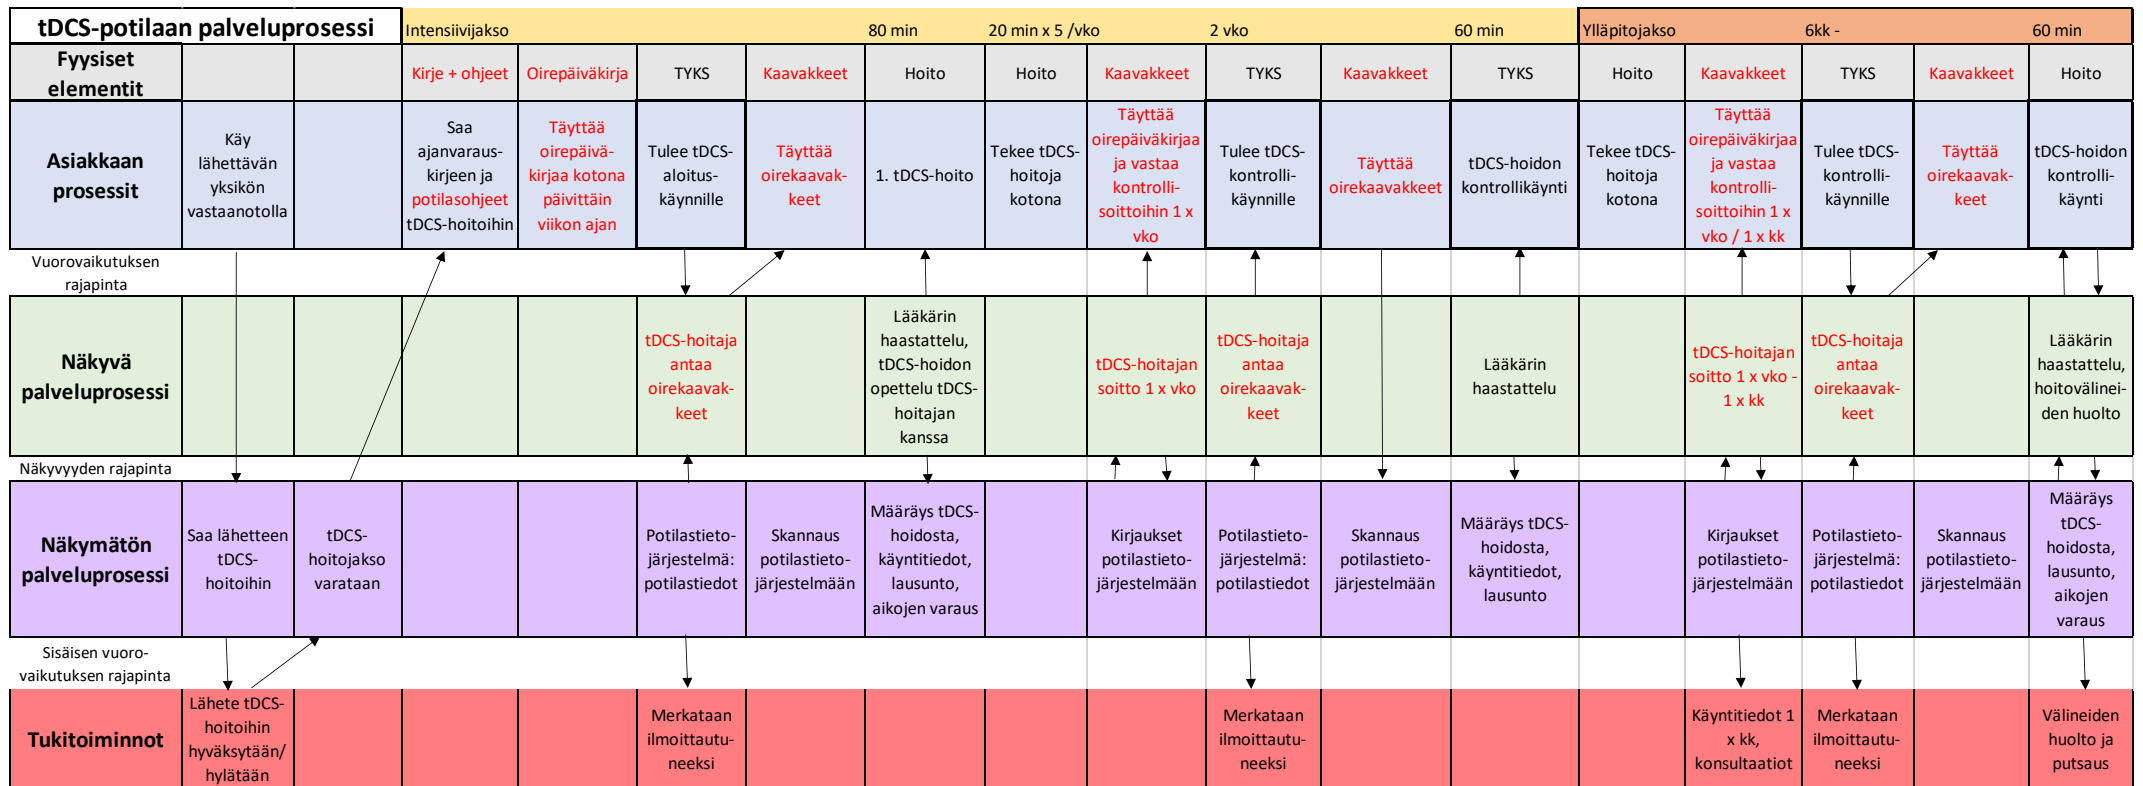 tDCS-potilaan palveluprosessi
Intensiivijakso
80 min
20 min x 5 /vko
2 vko
60 min
Ylläpitojakso
6kk -
60 min
Fyysiset
elementit
Kirje + ohjeet
Oirepäiväkirja
TYKS
Kaavakkeet
Hoito
Hoito
Kaavakkeet
TYKS
Kaavakkeet
TYKS
Hoito
Kaavakkeet
TYKS
Kaavakkeet
Hoito
Asiakkaan
prosessit
Käy
lähettävän
yksikön
vastaanotolla
Saa
ajanvaraus-
kirjeen ja
potilasohjeet
tDCS-hoitoihin
Täyttää
oirepäivä-
kirjaa kotona
päivittäin
viikon ajan
Tulee tDCS-
aloitus-
käynnille
Täyttää
oirekaavak-
keet
1. tDCS-hoito
Tekee tDCS-
hoitoja
kotona
Täyttää
oirepäiväkirjaa
ja vastaa
kontrolli-
soittoihin 1 x
vko
Tulee tDCS-
kontrolli-
käynnille
Täyttää
oirekaavakkeet
tDCS-hoidon
kontrollikäynti
Tekee tDCS-
hoitoja
kotona
Täyttää
oirepäiväkirjaa
ja vastaa
kontrolli-
soittoihin 1 x
vko / 1 x kk
Tulee tDCS-
kontrolli-
käynnille
Täyttää
oirekaavak-
keet
tDCS-hoidon
kontrolli-
käynti
Vuorovaikutuksen
rajapinta
Näkyvä
palveluprosessi
tDCS-hoitaja
antaa
oirekaavak-
keet
Lääkärin
haastattelu,
tDCS-hoidon
opettelu tDCS-
hoitajan
kanssa
tDCS-hoitajan
soitto 1 x vko
tDCS-hoitaja
antaa
oirekaavak-
keet
Lääkärin
haastattelu
tDCS-hoitajan
soitto 1 x vko -
1 x kk
tDCS-hoitaja
antaa
oirekaavak-
keet
Lääkärin
haastattelu,
hoitovälinei-
den huolto
Näkyvyyden rajapinta
Näkymätön
palveluprosessi
Saa lähetteen
tDCS-
hoitoihin
tDCS-
hoitojakso
varataan
Potilastieto-
järjestelmä:
potilastiedot
Skannaus
potilastieto-
järjestelmään
Määräys tDCS-
hoidosta,
käyntitiedot,
lausunto,
aikojen varaus
Kirjaukset
potilastieto-
järjestelmään
Potilastieto-
järjestelmä:
potilastiedot
Skannaus
potilastieto-
järjestelmään
Määräys tDCS-
hoidosta,
käyntitiedot,
lausunto
Kirjaukset
potilastieto-
järjestelmään
Potilastieto-
järjestelmä:
potilastiedot
Skannaus
potilastieto-
järjestelmään
Määräys
tDCS-
hoidosta,
lausunto,
aikojen
varaus
Sisäisen vuoro-
vaikutuksen rajapinta
Tukitoiminnot
Lähete tDCS-
hoitoihin
hyväksytään/
hylätään
Merkataan
ilmoittautu-
neeksi
Merkataan
ilmoittautu-
neeksi
Käyntitiedot 1
x kk,
konsultaatiot
Merkataan
ilmoittautu-
neeksi
Välineiden
huolto ja
putsaus